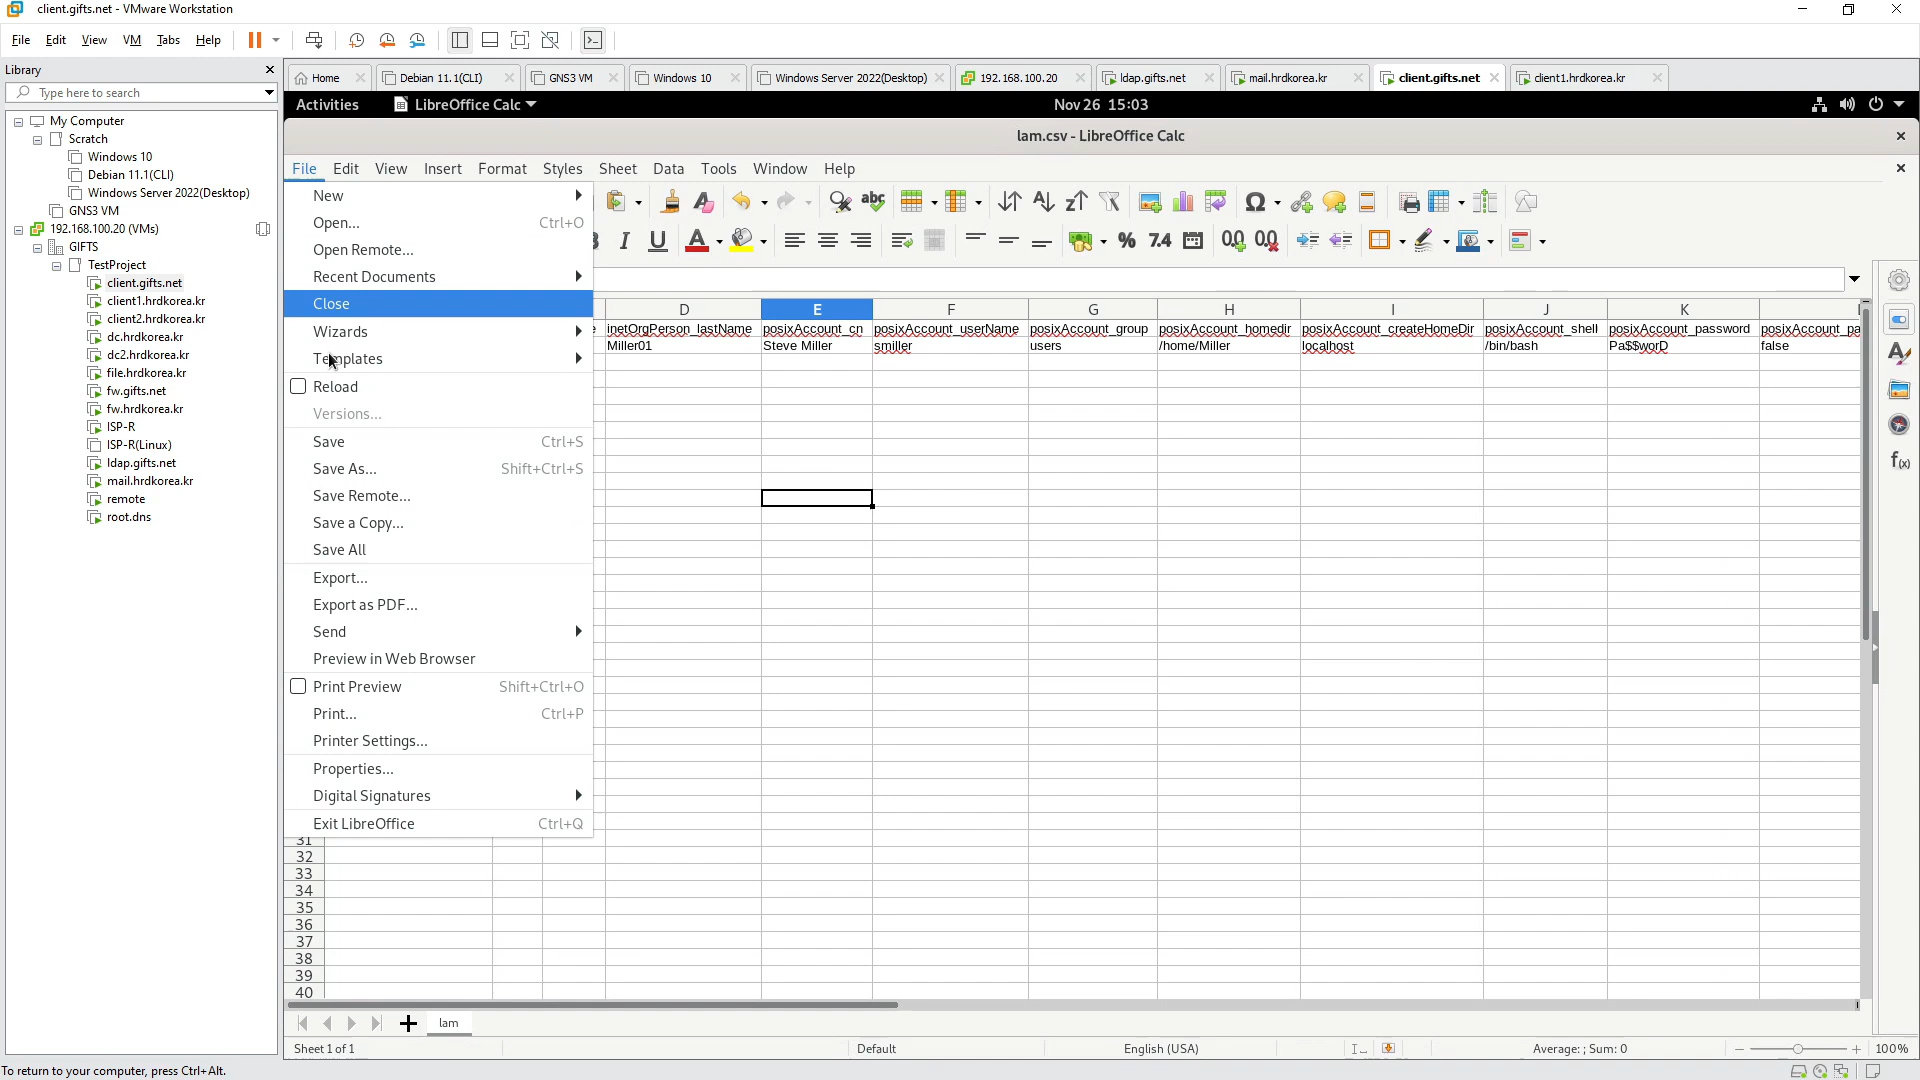 client.gifts.net - VMware Workstation
File Edit View VM Tabs Help
Library
Type here to search
My Computer
Scratch
Windows 10
Debian 11.1(CLI)
Windows Server 2022(Desktop)
GNS3 VM
192.168.100.20 (VMs)
GIFTS
TestProject
client.gifts.net
client1.hrdkorea.kr
client2.hrdkorea.kr
dc.hrdkorea.kr
dc2.hrdkorea.kr
file.hrdkorea.kr
fw.gifts.net
fw.hrdkorea.kr
ISP-R
ISP-R(Linux)
ldap.gifts.net
mail.hrdkorea.kr
remote
root.dns
Home Debian 11.1(CLI) GNS3 VM Windows 10 Windows Server 2022(Desktop) 192.168.100.20 ldap.gifts.net mail.hrdkorea.kr client.gifts.net client1.hrdkorea.kr
Activities LibreOffice Calc Nov 26 15:03
lam.csv - LibreOffice Calc
File Edit View Insert Format Styles Sheet Data Tools Window Help
New
Open... Ctrl+O
Open Remote...
Recent Documents
Close
Wizards
Templates
Reload
Versions...
Save Ctrl+S
Save As... Shift+Ctrl+S
Save Remote...
Save a Copy...
Save All
Export...
Export as PDF...
Send
Preview in Web Browser
Print Preview Shift+Ctrl+O
Print... Ctrl+P
Printer Settings...
Properties...
Digital Signatures
Exit LibreOffice Ctrl+Q
D E F G H I J K
inetOrgPerson_lastName posixAccount_cn posixAccount_userName posixAccount_group posixAccount_homedir posixAccount_createHomeDir posixAccount_shell posixAccount_password posixAccount_pa
Miller01 Steve Miller smiller users /home/Miller localhost /bin/bash Pa$$worD false
31
32
33
34
35
36
37
38
39
40
lam
Sheet 1 of 1 Default English (USA) Average: ; Sum: 0 100%
To return to your computer, press Ctrl+Alt.